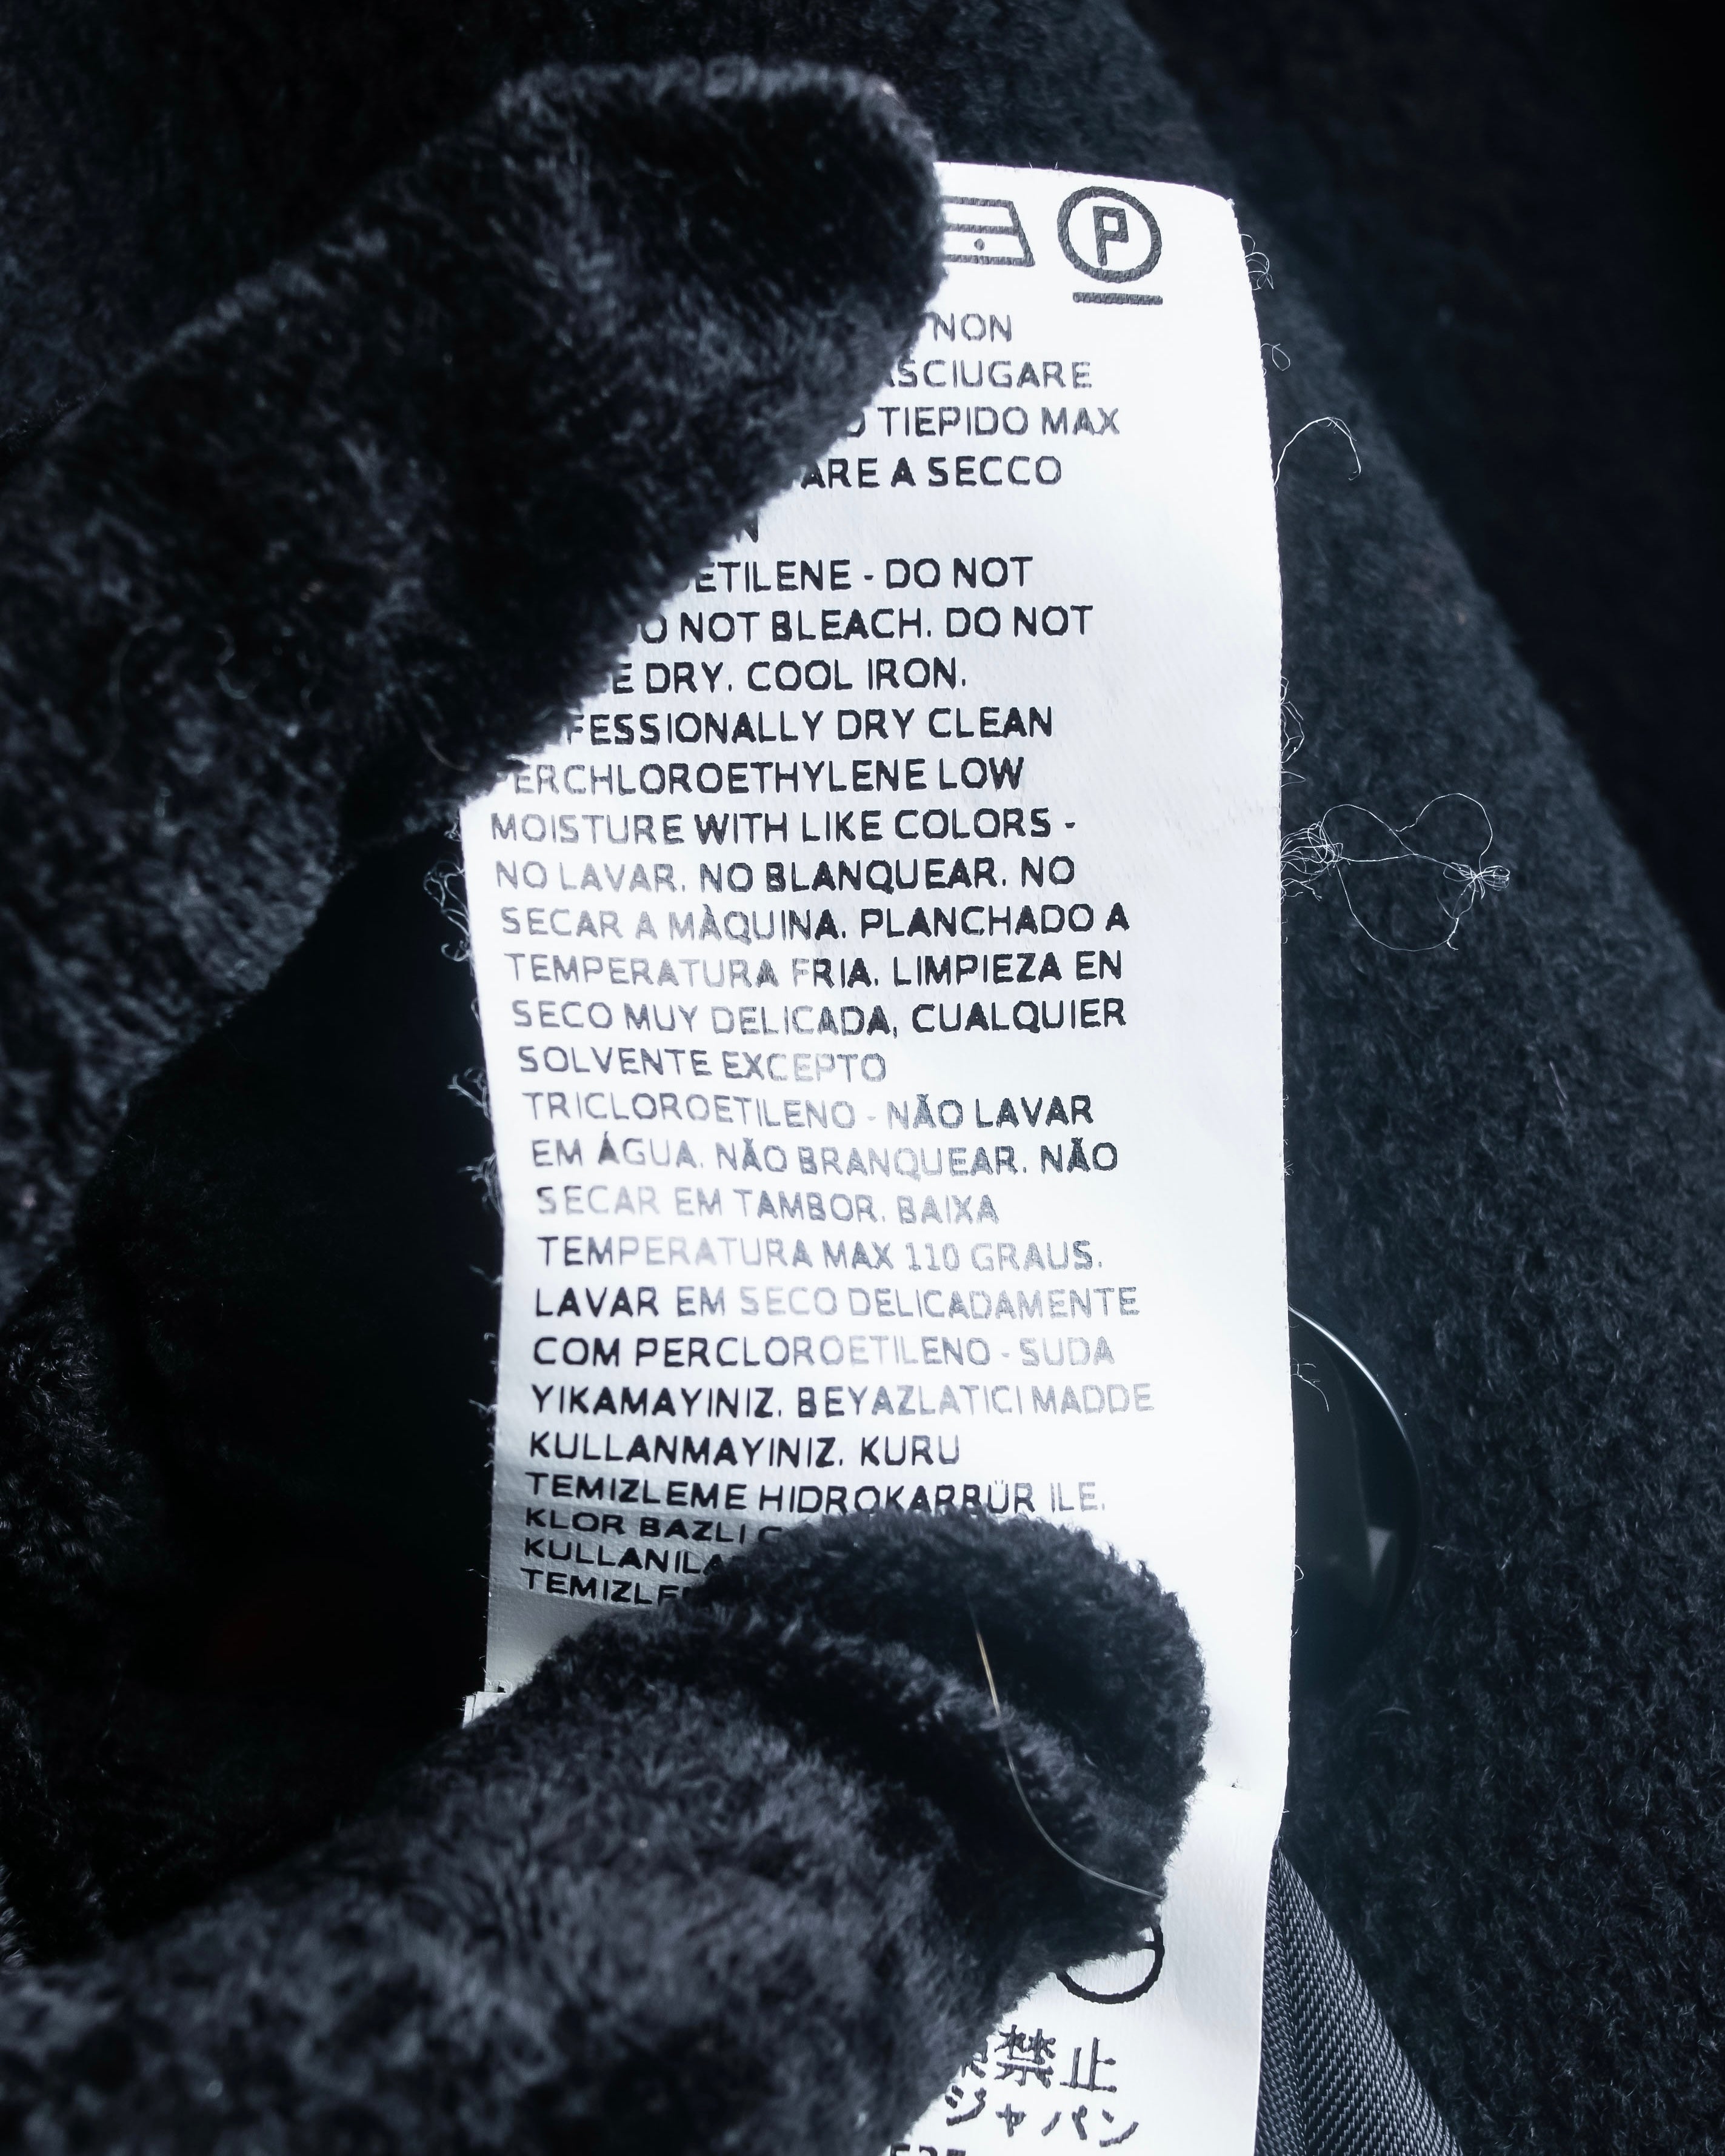 P
NON
SCIUGARE
TIEPIDO MAX
ARE A SECCO
ETILENE - DO NOT
NOT BLEACH. DO NOT
E DRY. COOL IRON.
FESSIONALLY DRY CLEAN
PERCHLOROETHYLENE LOW
MOISTURE WITH LIKE COLORS -
NO LAVAR. NO BLANQUEAR. NO
SECAR A MÀQUINA. PLANCHADO A
TEMPERATURA FRIA. LIMPIEZA EN
SECO MUY DELICADA, CUALQUIER
SOLVENTE EXCEPTO
TRICLOROETILENO - NÃO LAVAR
EM ÁGUA. NÃO BRANQUEAR. NÃO
SECAR EM TAMBOR. BAIXA
TEMPERATURA MAX 110 GRAUS.
LAVAR EM SECO DELICADAMENTE
COM PERCLOROETILENO - SUDA
YIKAMAYINIZ. BEYAZLATICI MADDE
KULLANMAYINIZ. KURU
TEMIZLEME HIDROKARBÜR ILE.
KLOR BAZLI
KULLANILA
TEMIZLE
禁止
ジャパン